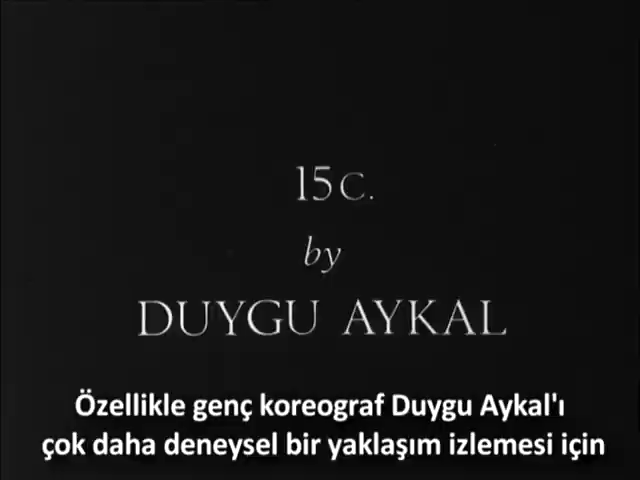 15C.
by
DUYGU AYKAL
Özellikle genç koreograf Duygu Aykal'ı
çok daha deneysel bir yaklaşım izlemesi için